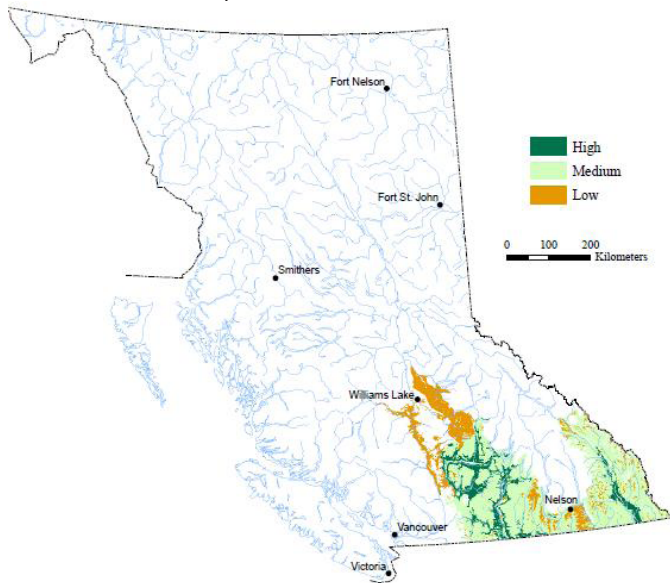 Fort Nelson
High
Medium
Fort St. John
Low
0 100 200
Kilometers
Smithers
Williams Lake
Nelson
Vancouver
Victoria